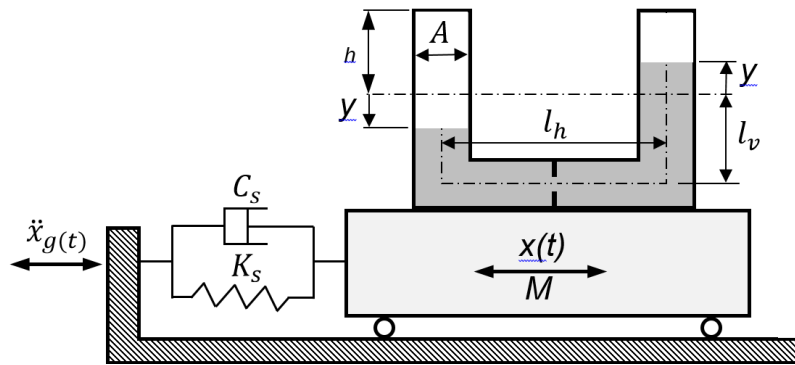 h
A
y
y
l_h
l_v
C_s
ẍ_g(t)
K_s
x(t)
M